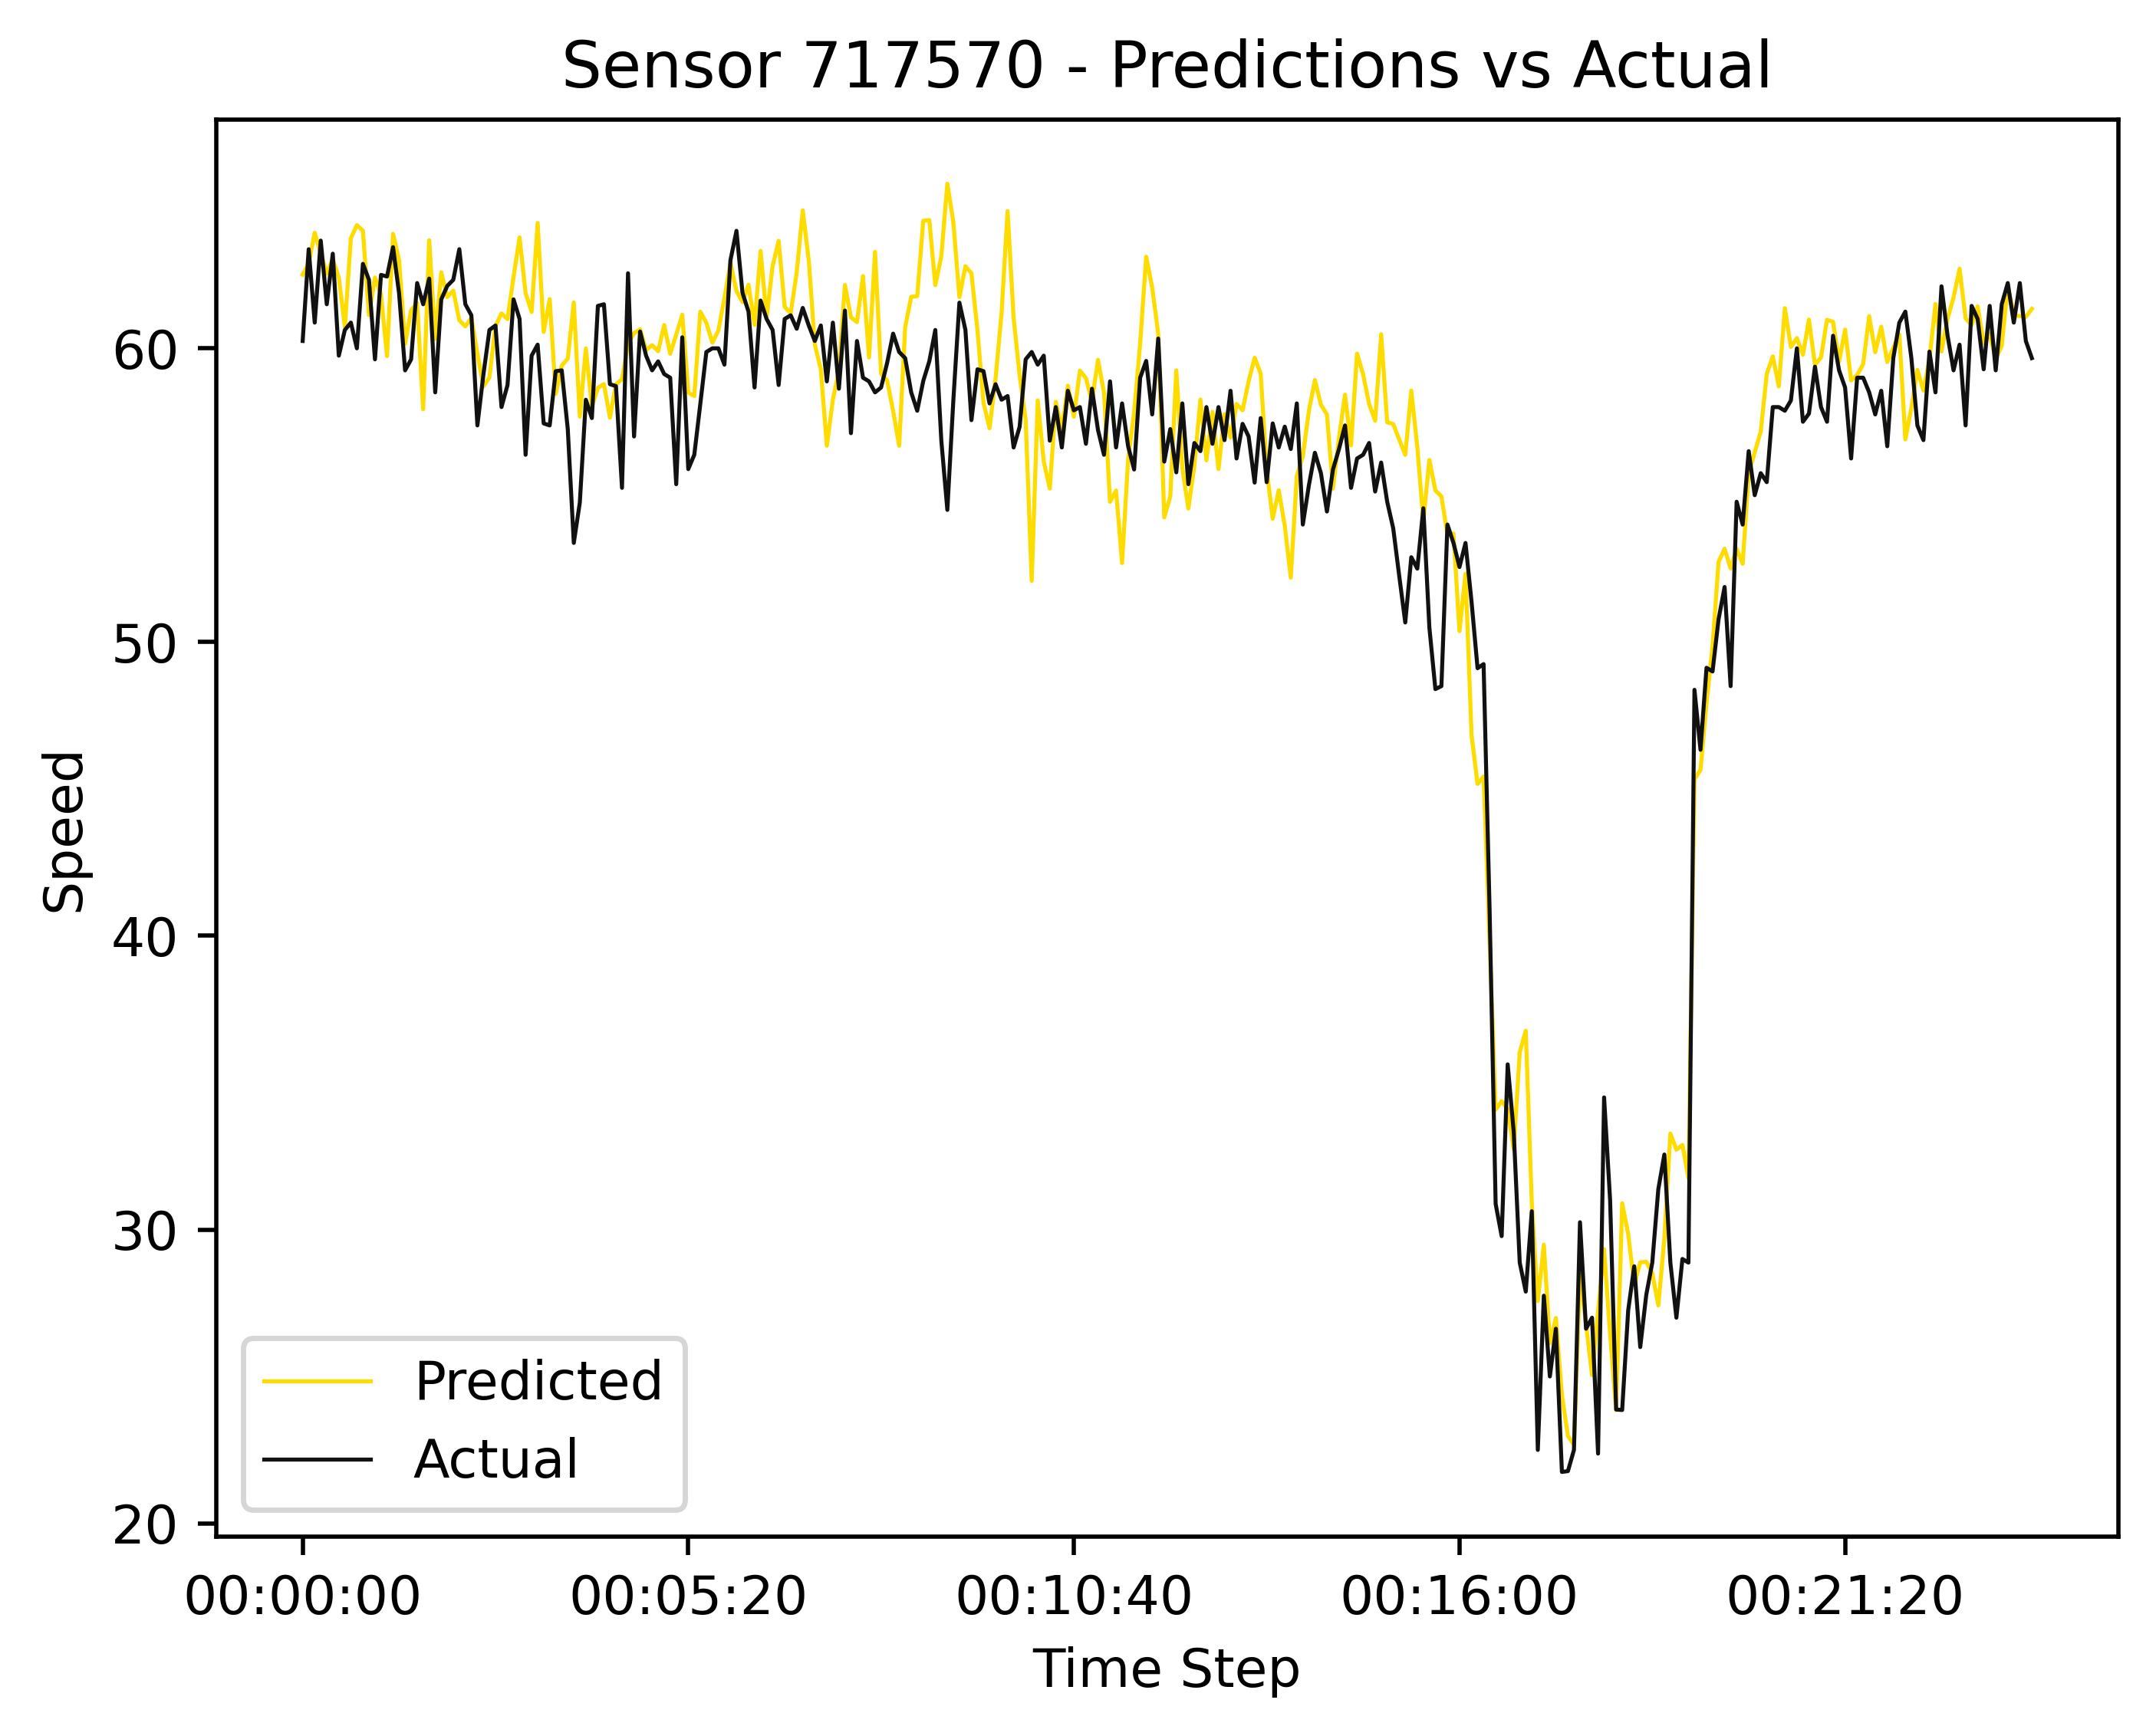 Sensor 717570 - Predictions vs Actual
60
50
40
30
20
Speed
Predicted
Actual
00:00:00 00:05:20 00:10:40 00:16:00 00:21:20
Time Step